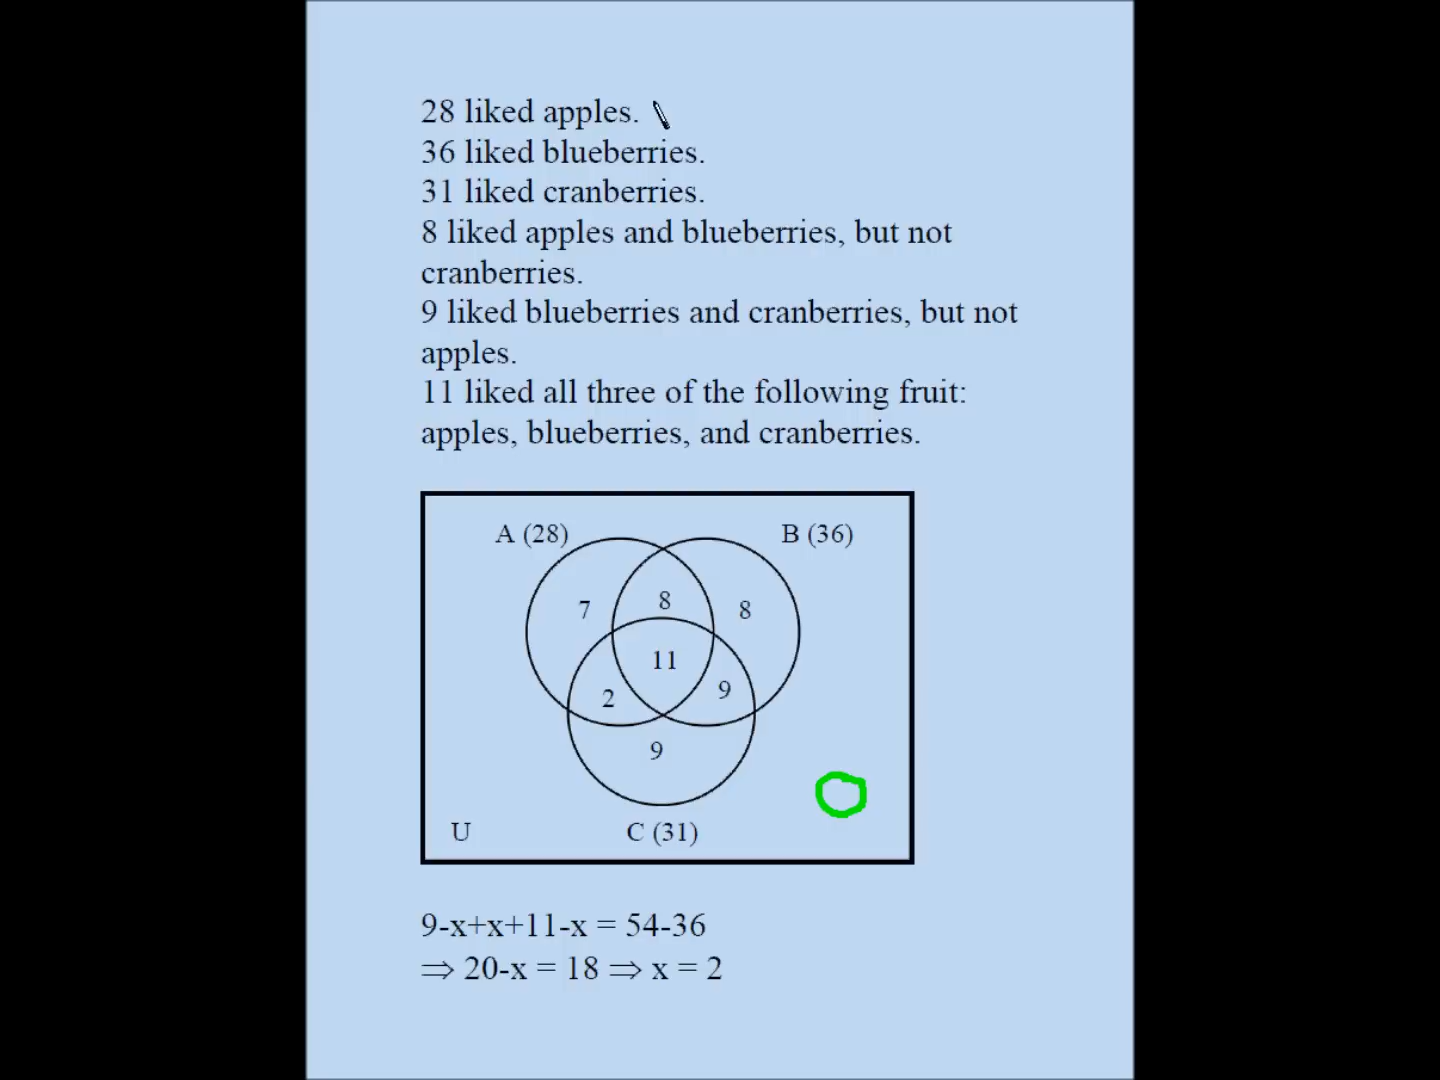 28 liked apples.
36 liked blueberries.
31 liked cranberries.
8 liked apples and blueberries, but not
cranberries.
9 liked blueberries and cranberries, but not
apples.
11 liked all three of the following fruit:
apples, blueberries, and cranberries.
A (28)
B (36)
7
8
8
11
2
9
9
U
C (31)
9-x+x+11-x = 54-36
⇒ 20-x = 18 ⇒ x = 2